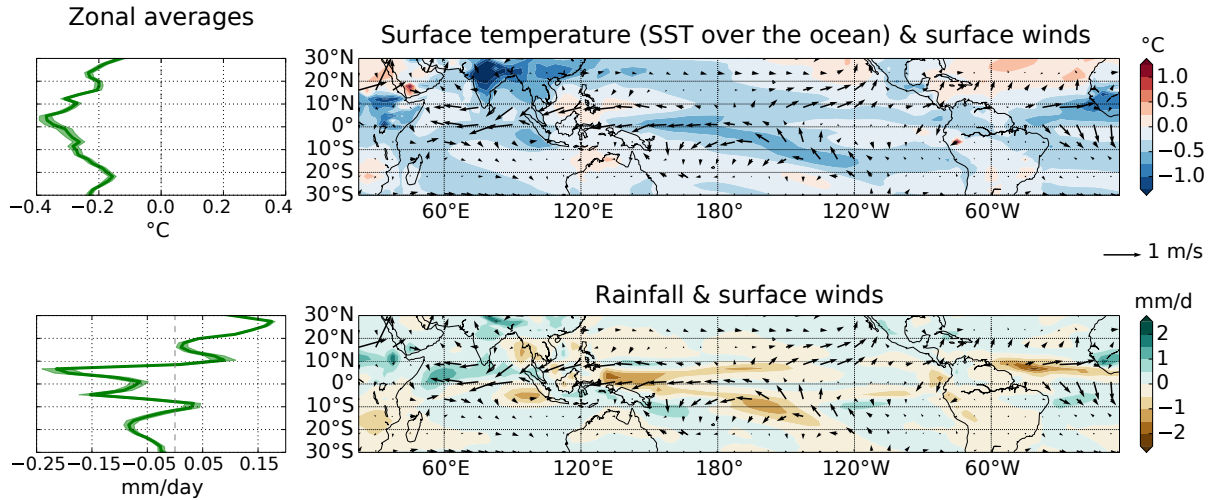 Zonal averages
Surface temperature (SST over the ocean) & surface winds
°C
30°N
20°N
10°N
0°
10°S
20°S
30°S
1.0
0.5
0.0
−0.5
−1.0
−0.4 −0.2 0.0 0.2 0.4
°C
60°E 120°E 180° 120°W 60°W
1 m/s
Rainfall & surface winds
mm/d
30°N
20°N
10°N
0°
10°S
20°S
30°S
2
1
0
−1
−2
−0.25 −0.15 −0.05 0.05 0.15
mm/day
60°E 120°E 180° 120°W 60°W